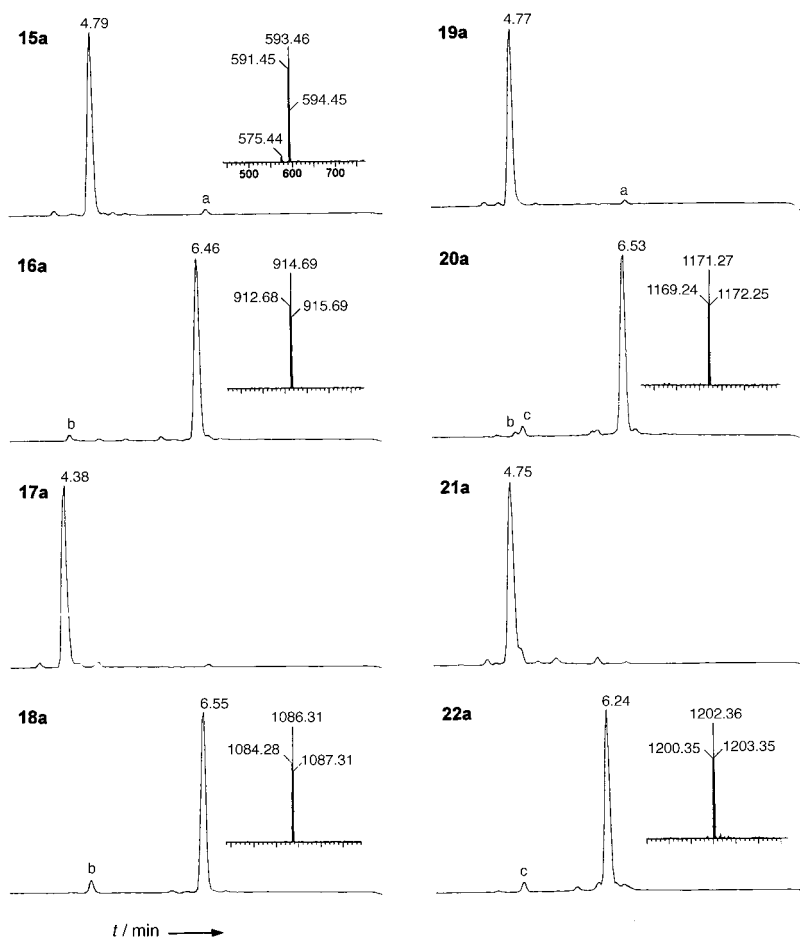 15a
4.79
593.46
591.45
594.45
575.44
500 600 700
a
19a
4.77
a
16a
6.46
914.69
912.68
915.69
b
20a
6.53
1171.27
1169.24
1172.25
b
c
17a
4.38
21a
4.75
18a
6.55
1086.31
1084.28
1087.31
b
22a
6.24
1202.36
1200.35
1203.35
c
t / min